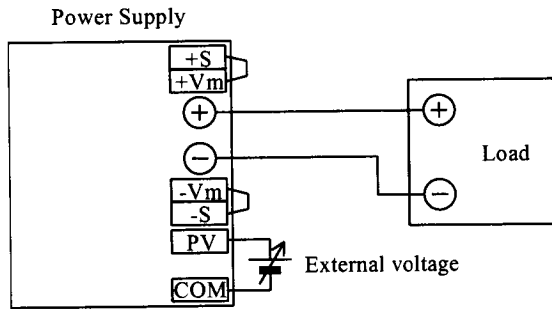 Power Supply
+S
+Vm
+
+
−
Load
−
-Vm
-S
PV
External voltage
COM